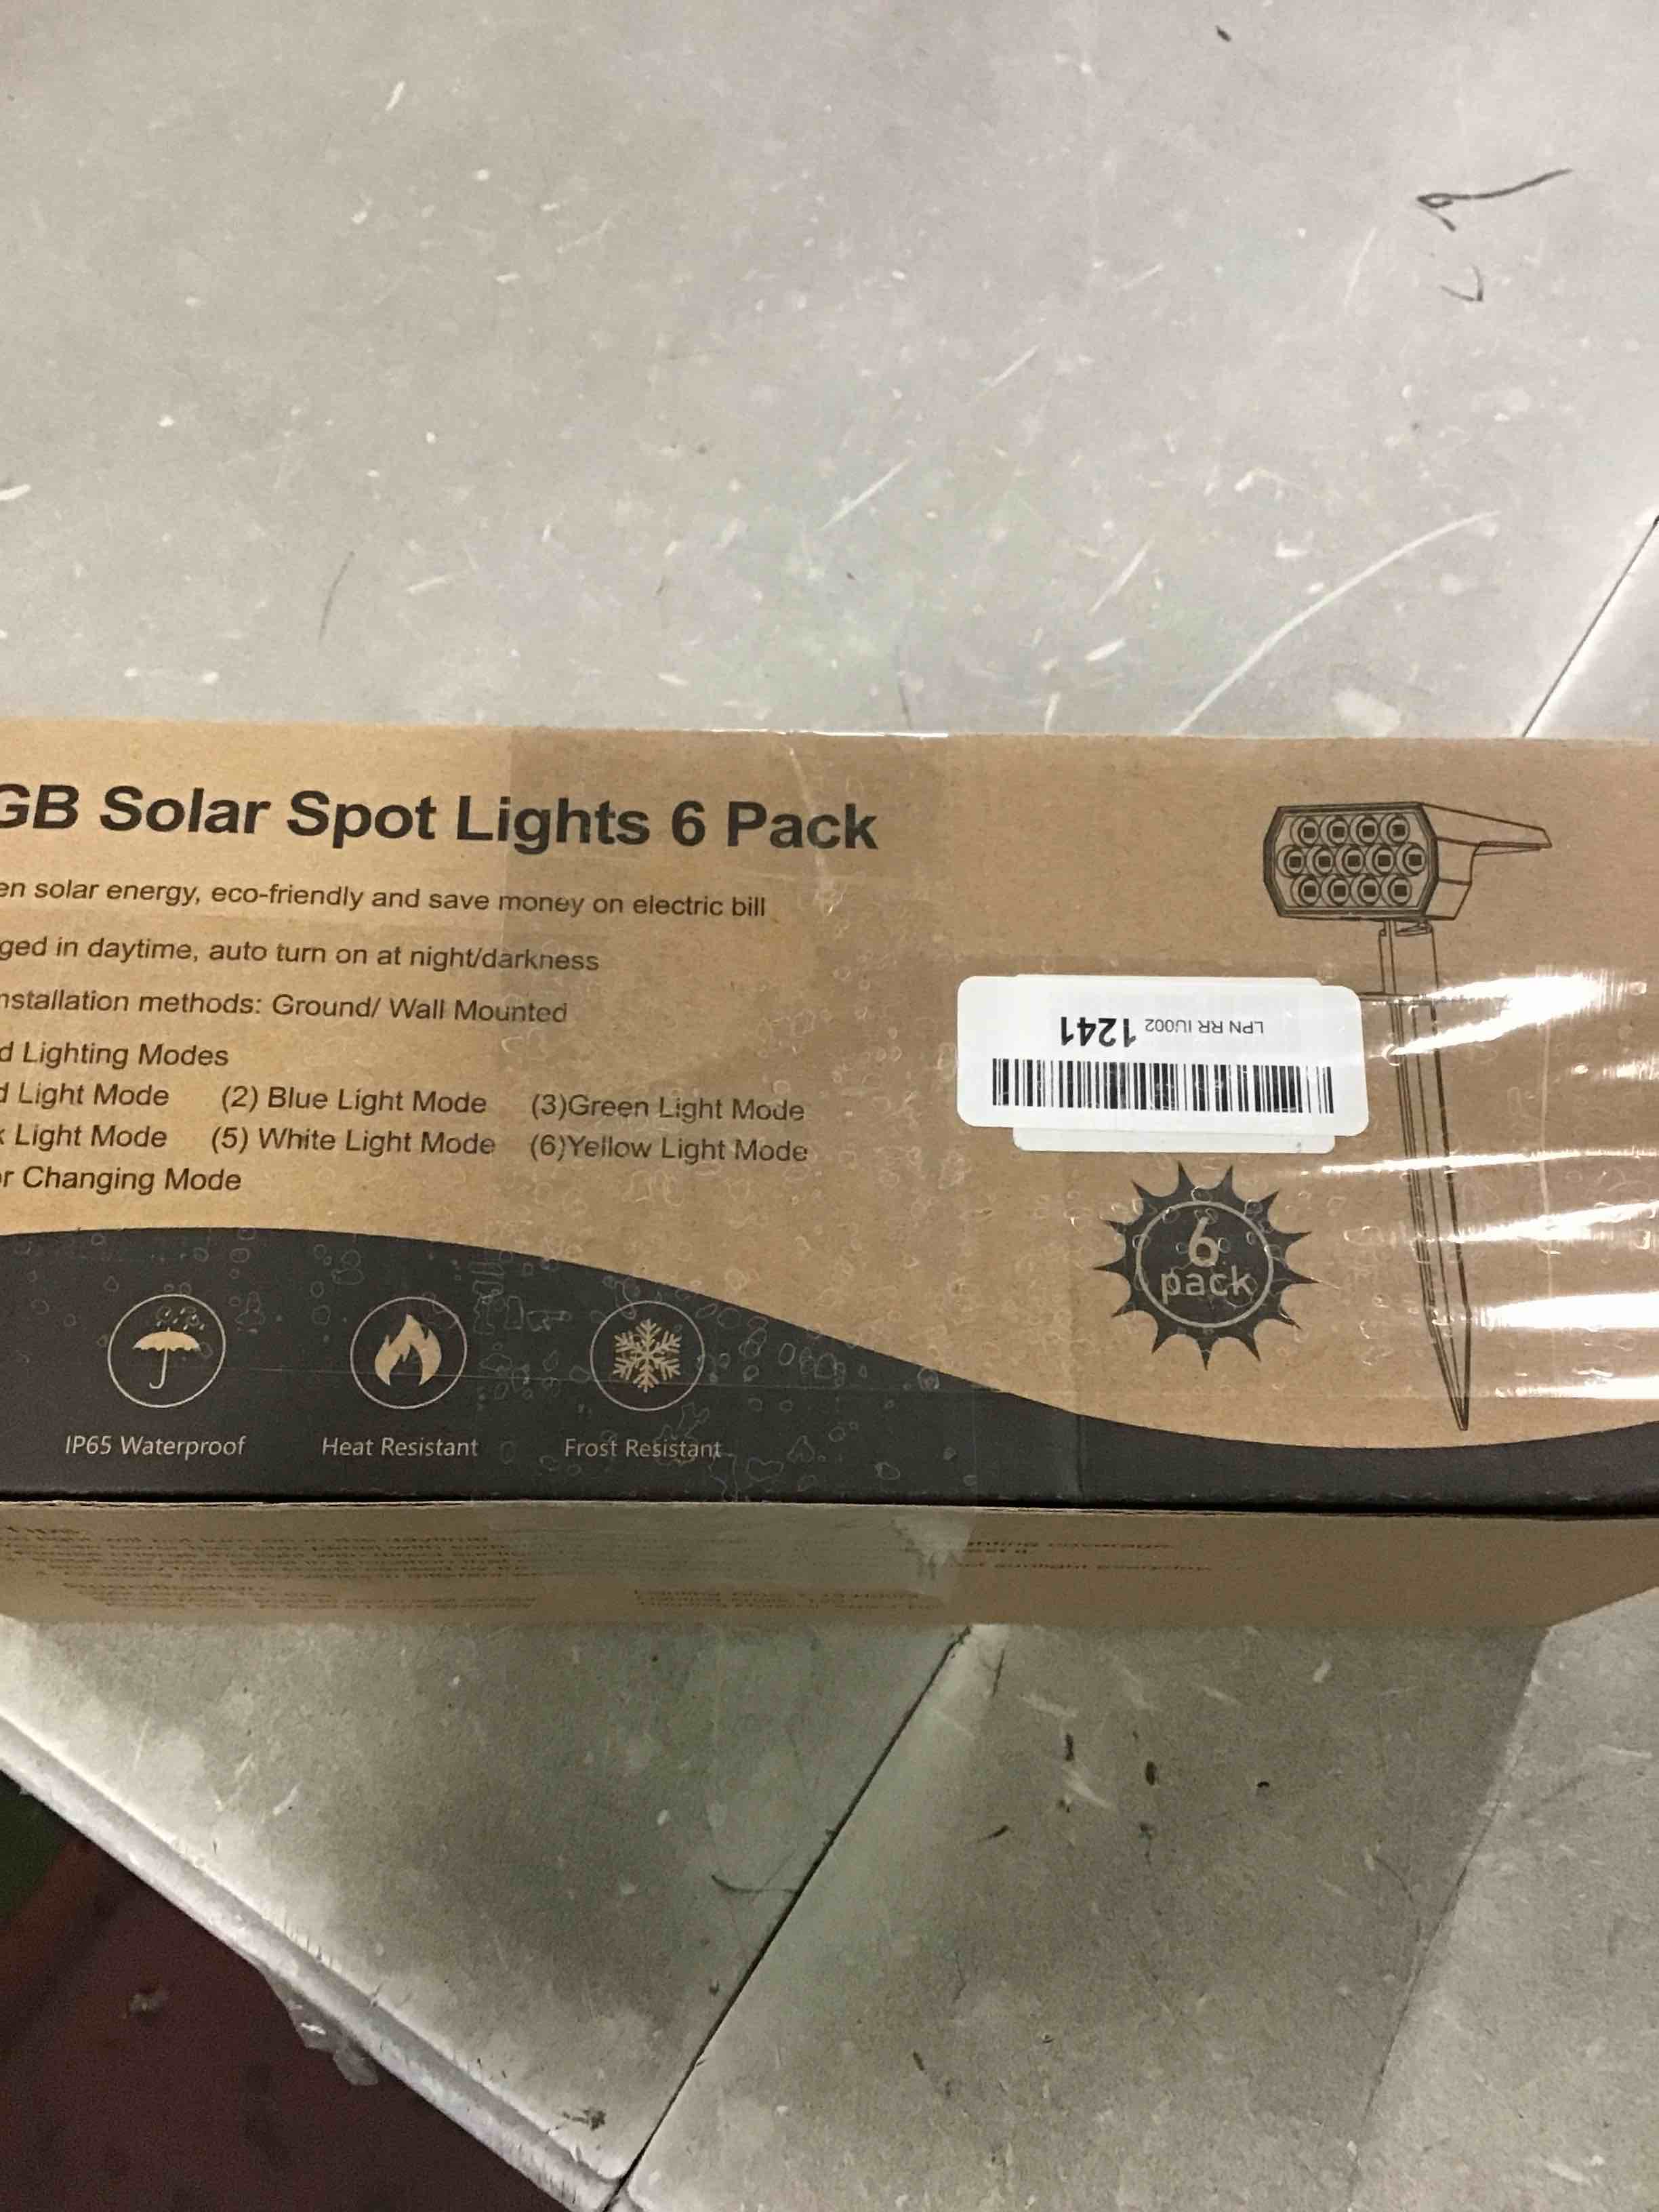 GB Solar Spot Lights 6 Pack
en solar energy, eco-friendly and save money on electric bill
ged in daytime, auto turn on at night/darkness
nstallation methods: Ground/ Wall Mounted
d Lighting Modes
d Light Mode (2) Blue Light Mode (3)Green Light Mode
k Light Mode (5) White Light Mode (6)Yellow Light Mode
or Changing Mode
LPN RR IU002 1241
6
pack
IP65 Waterproof Heat Resistant Frost Resistant